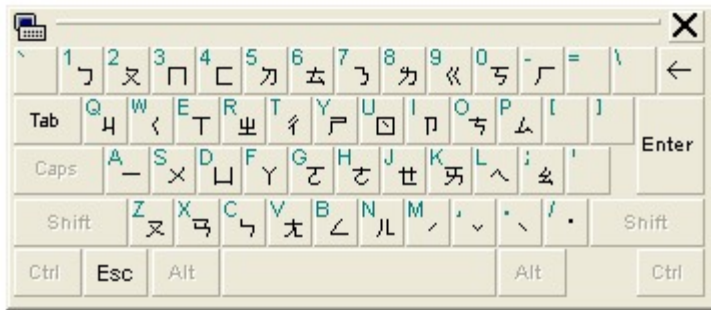 ` 1 ㄅ 2 ㄆ 3 ㄇ 4 ㄈ 5 ㄉ 6 ㄊ 7 ㄋ 8 ㄌ 9 ㄍ 0 ㄎ - ㄏ = \ ←
Tab Q ㄐ W ㄑ E ㄒ R ㄓ T ㄔ Y ㄕ U ㄖ I ㄗ O ㄘ P ㄙ [ ] Enter
Caps A ㄧ S ㄨ D ㄩ F ㄚ G ㄛ H ㄜ J ㄝ K ㄞ L ㄟ ; ㄠ '
Shift Z ㄡ X ㄢ C ㄣ V ㄤ B ㄥ N ㄦ M ˊ , ˇ . ˋ / ˙ Shift
Ctrl Esc Alt Alt Ctrl